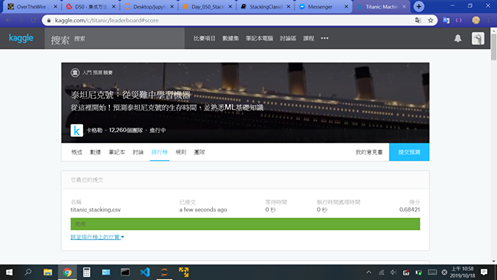 OverTheWire
Desktop/jupyt
Day_050_Stack
StackingClassifi
Messenger
Titanic: Machin
kaggle.com/c/titanic/leaderboard#score
kaggle
搜索
搜索
比賽項目 數據集 筆記本電腦 討論區 課程 •••
入門 預測 競賽
泰坦尼克號：從災難中學習機器
從這裡開始！預測泰坦尼克號的生存時間，並熟悉ML基礎知識
k
卡格勒 · 12,260個團隊 · 進行中
概述 數據 筆記本 討論 排行榜 規則 團隊
我的意見書
提交預測
您最近的提交
名稱 已提交 等待時間 執行時間 得分
titanic_stacking.csv a few seconds ago 0 秒 0 秒 0.68421
完成
跳至排行榜上的位置
上午 10:58
2019/10/18